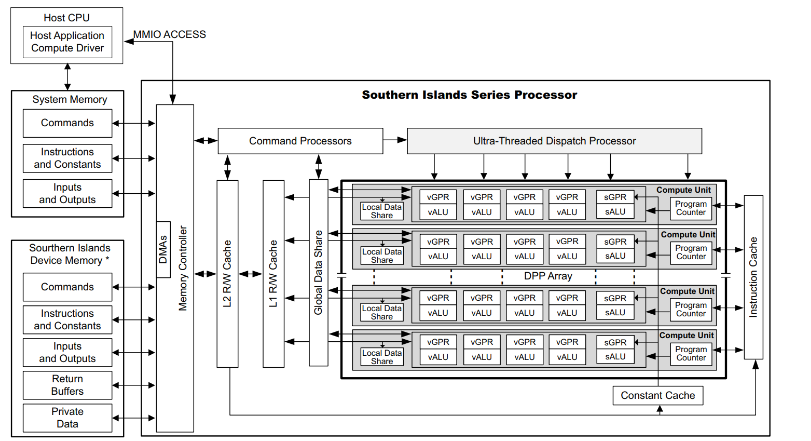 Host CPU
Host Application
Compute Driver
MMIO ACCESS
System Memory
Commands
Instructions
and Constants
Inputs
and Outputs
Sourthern Islands
Device Memory *
Commands
Instructions
and Constants
Inputs
and Outputs
Return
Buffers
Private
Data
DMAs
Memory Controller
Southern Islands Series Processor
Command Processors
Ultra-Threaded Dispatch Processor
L2 R/W Cache
L1 R/W Cache
Global Data Share
Compute Unit
Local Data
Share
vGPR vGPR vGPR vGPR sGPR
vALU vALU vALU vALU sALU
Program
Counter
Compute Unit
Local Data
Share
vGPR vGPR vGPR vGPR sGPR
vALU vALU vALU vALU sALU
Program
Counter
DPP Array
Compute Unit
Local Data
Share
vGPR vGPR vGPR vGPR sGPR
vALU vALU vALU vALU sALU
Program
Counter
Compute Unit
Local Data
Share
vGPR vGPR vGPR vGPR sGPR
vALU vALU vALU vALU sALU
Program
Counter
Instruction Cache
Constant Cache